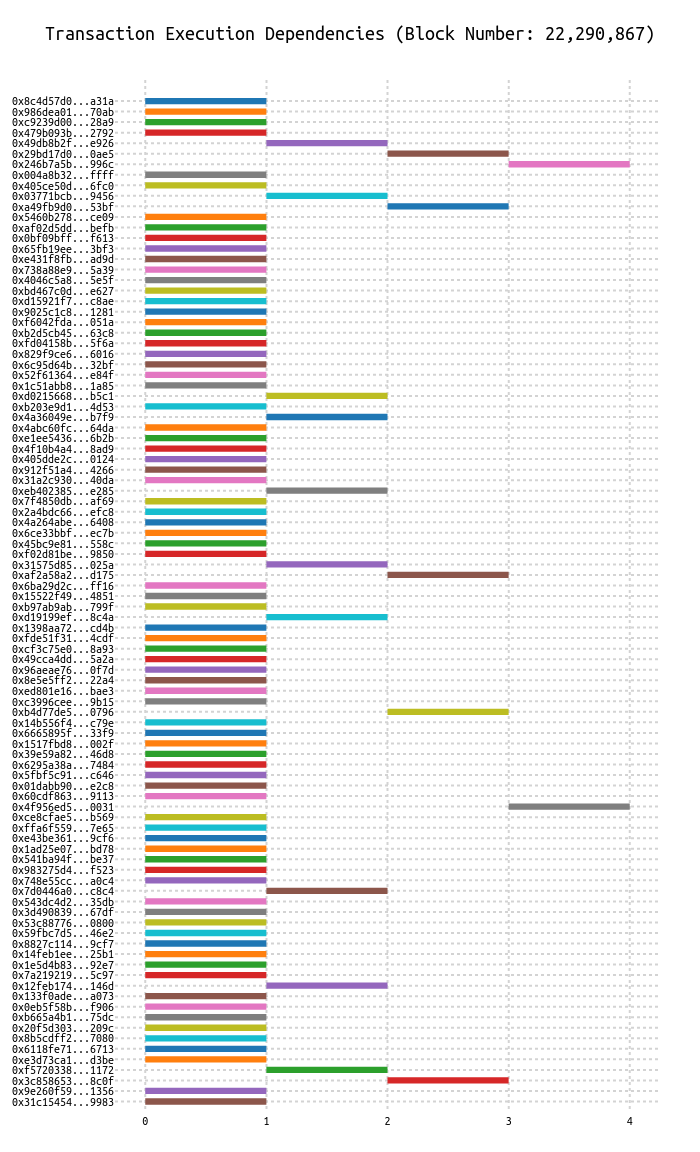 Transaction Execution Dependencies (Block Number: 22,290,867)
0x8c4d57d0...a31a
0x986dea01...70ab
0xc9239d00...28a9
0x479b093b...2792
0x49db8b2f...e926
0x29bd17d0...0ae5
0x246b7a5b...996c
0x004a8b32...ffff
0x405ce50d...6fc0
0x03771bcb...9456
0xa49fb9d0...53bf
0x5460b278...ce09
0xaf02d5dd...befb
0x0bf09bff...f613
0x65fb19ee...3bf3
0xe431f8fb...ad9d
0x738a88e9...5a39
0x4046c5a8...5e5f
0xbd467c0d...e627
0xd15921f7...c8ae
0x9025c1c8...1281
0xf6042fda...051a
0xb2d5cb45...63c8
0xfd04158b...5f6a
0x829f9ce6...6016
0x6c95d64b...32bf
0x52f61364...e84f
0x1c51abb8...1a85
0xd0215668...b5c1
0xb203e9d1...4d53
0x4a36049e...b7f9
0x4abc60fc...64da
0xe1ee5436...6b2b
0x4f10b4a4...8ad9
0x405dde2c...0124
0x912f51a4...4266
0x31a2c930...40da
0xeb402385...e285
0x7f4850db...af69
0x2a4bdc66...efc8
0x4a264abe...6408
0x6ce33bbf...ec7b
0x45bc9e81...558c
0xf02d81be...9850
0x31575d85...025a
0xaf2a58a2...d175
0x6ba29d2c...ff16
0x15522f49...4851
0xb97ab9ab...799f
0xd19199ef...8c4a
0x1398aa72...cd4b
0xfde51f31...4cdf
0xcf3c75e0...8a93
0x49cca4dd...5a2a
0x96aeae76...0f7d
0x8e5e5ff2...22a4
0xed801e16...bae3
0xc3996cee...9b15
0xb4d77de5...0796
0x14b556f4...c79e
0x6665895f...33f9
0x1517fbd8...002f
0x39e59a82...46d8
0x6295a38a...7484
0x5fbf5c91...c646
0x01dabb90...e2c8
0x60cdf863...9113
0x4f956ed5...0031
0xce8cfae5...b569
0xffa6f559...7e65
0xe43be361...9cf6
0x1ad25e07...bd78
0x541ba94f...be37
0x983275d4...f523
0x748e55cc...a0c4
0x7d0446a0...c8c4
0x543dc4d2...35db
0x3d490839...67df
0x53c88776...0800
0x59fbc7d5...46e2
0x8827c114...9cf7
0x14feb1ee...25b1
0x1e5d4b83...92e7
0x7a219219...5c97
0x12feb174...146d
0x133f0ade...a073
0x0eb5f58b...f906
0xb665a4b1...75dc
0x20f5d303...209c
0x8b5cdff2...7080
0x6118fe71...6713
0xe3d73ca1...d3be
0xf5720338...1172
0x3c858653...8c0f
0x9e260f59...1356
0x31c15454...9983
0 1 2 3 4